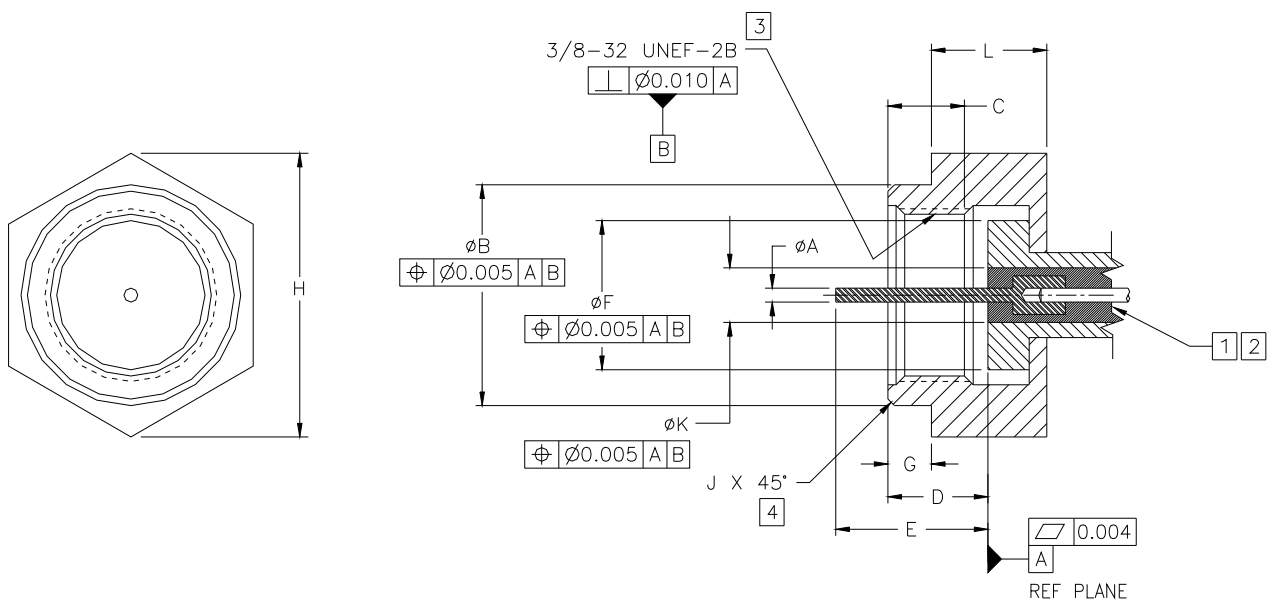 3
3/8-32 UNEF-2B
L
⊥ Ø0.010 A
C
B
H
øB
⌖ Ø0.005 A B
øA
øF
⌖ Ø0.005 A B
1 2
øK
⌖ Ø0.005 A B
G
J X 45°
D
4
E
⏥ 0.004
A
REF PLANE